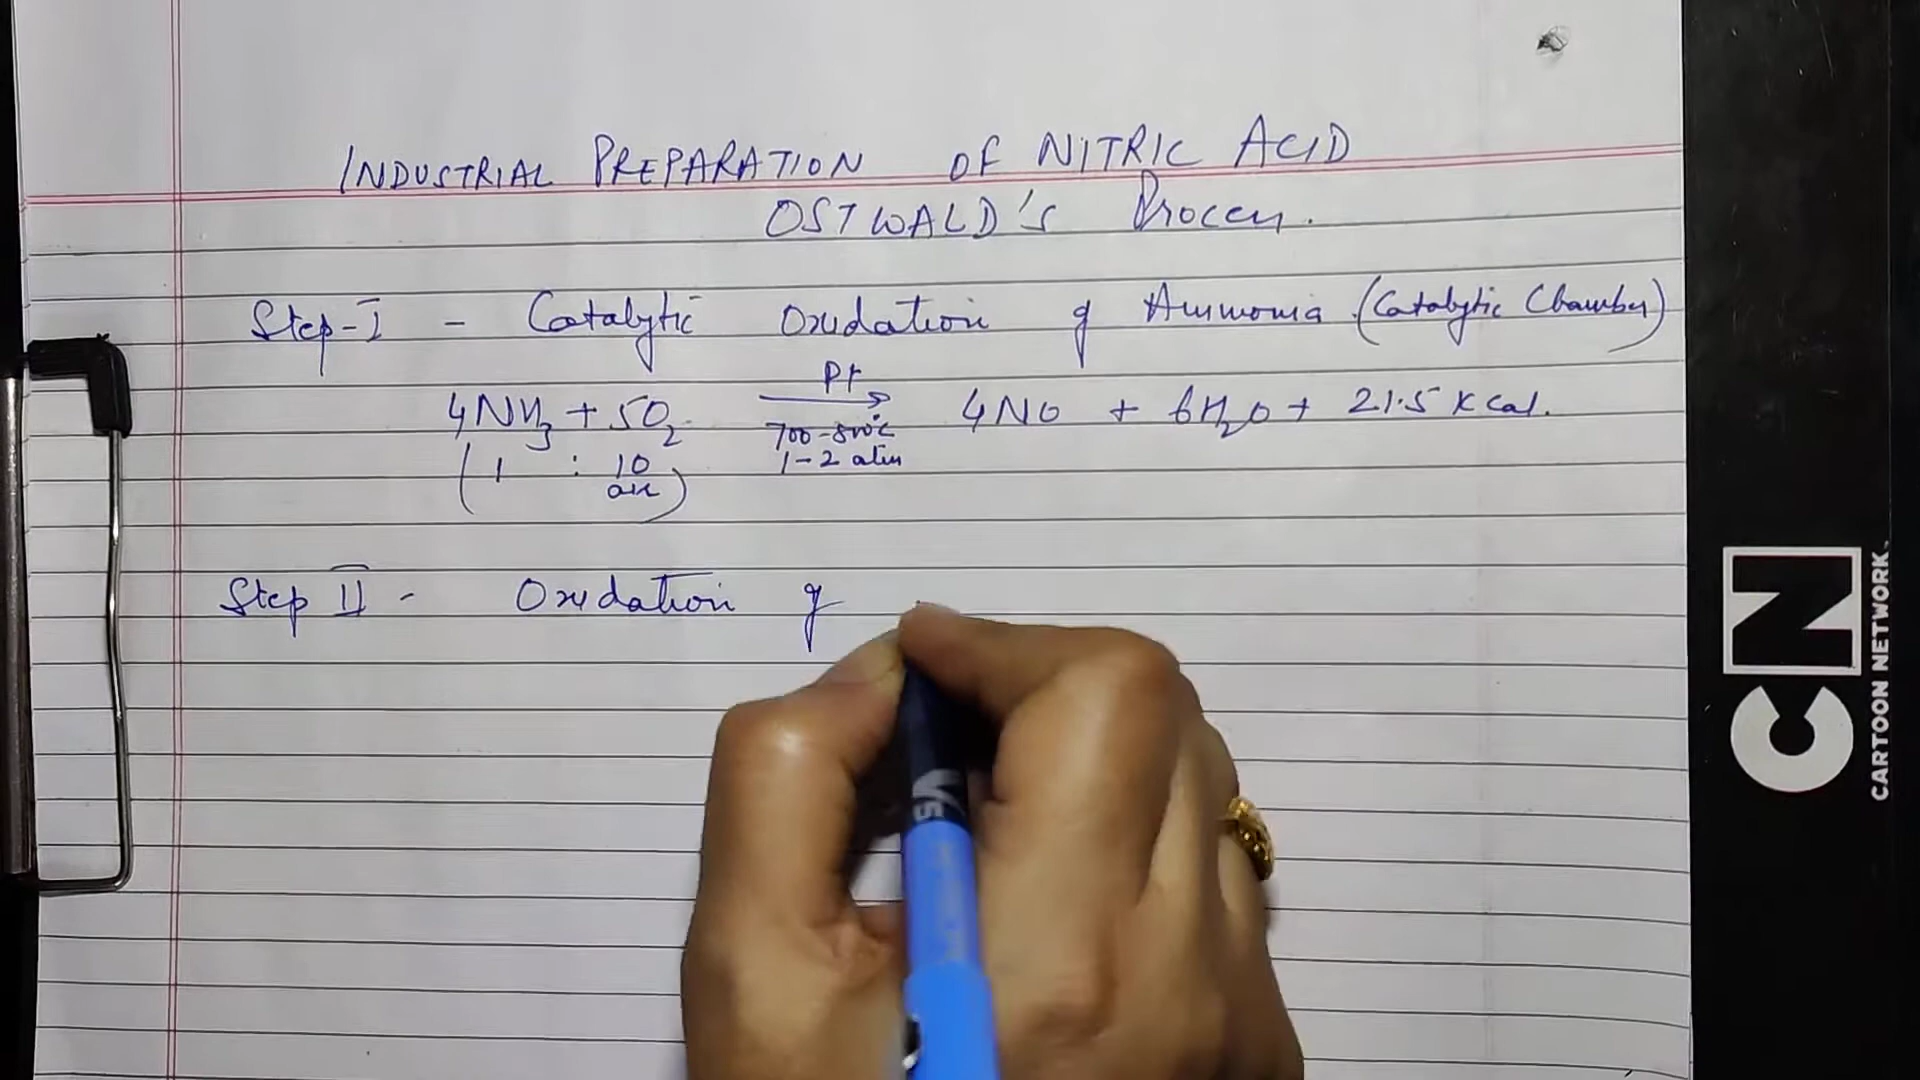 INDUSTRIAL PREPARATION OF NITRIC ACID
OSTWALD'S Process.
Step-I - Catalytic Oxidation of Ammonia. (Catalytic Chamber)
Pt
4NH₃ + 5O₂ → 4NO + 6H₂O + 21.5 K Cal.
700-800°C
1-2 atm
(1 : 10 air)
Step II - Oxidation of
V5
CN
CARTOON NETWORK.